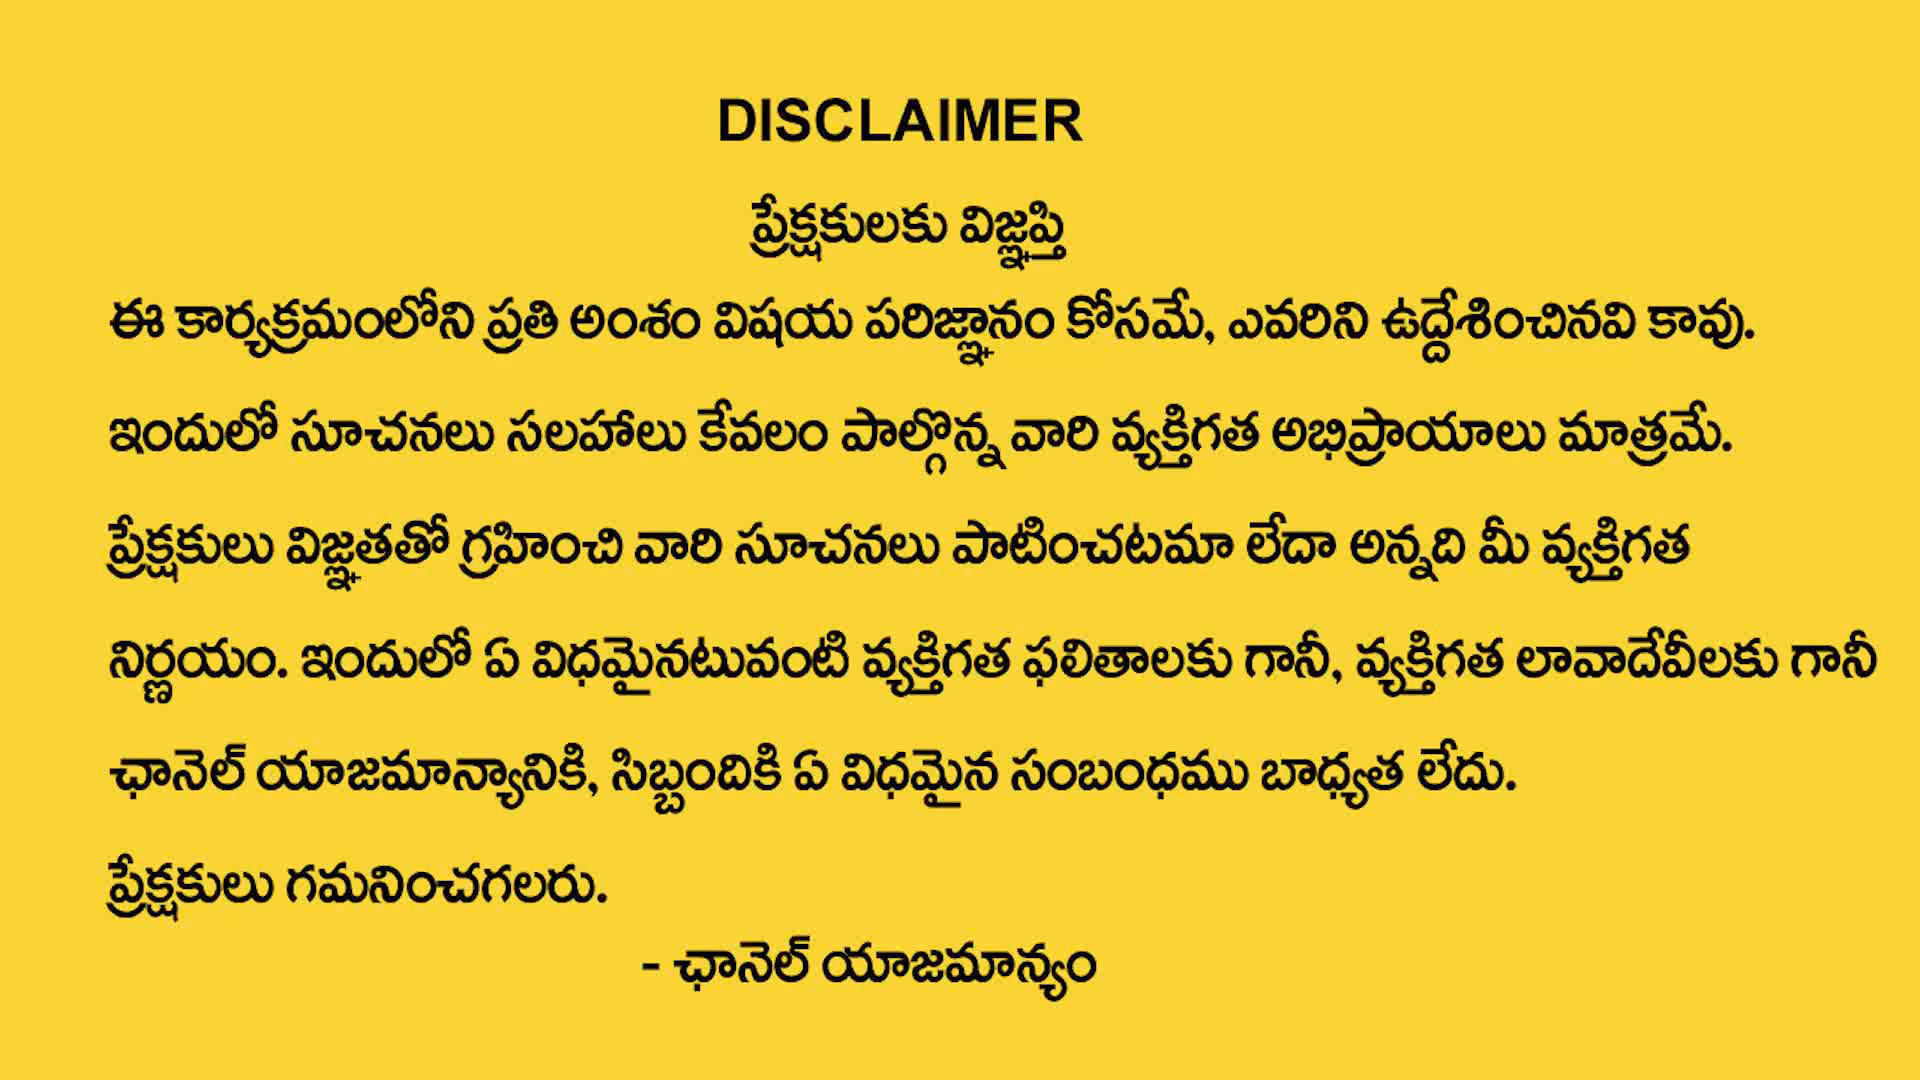 DISCLAIMER
ప్రేక్షకులకు విజ్ఞప్తి
ఈ కార్యక్రమంలోని ప్రతి అంశం విషయ పరిజ్ఞానం కోసమే, ఎవరిని ఉద్దేశించినవి కావు.
ఇందులో సూచనలు సలహాలు కేవలం పాల్గొన్న వారి వ్యక్తిగత అభిప్రాయాలు మాత్రమే.
ప్రేక్షకులు విజ్ఞతతో గ్రహించి వారి సూచనలు పాటించటమా లేదా అన్నది మీ వ్యక్తిగత
నిర్ణయం. ఇందులో ఏ విధమైనటువంటి వ్యక్తిగత ఫలితాలకు గానీ, వ్యక్తిగత లావాదేవీలకు గానీ
ఛానెల్ యాజమాన్యానికి, సిబ్బందికి ఏ విధమైన సంబంధము బాధ్యత లేదు.
ప్రేక్షకులు గమనించగలరు.
- ఛానెల్ యాజమాన్యం